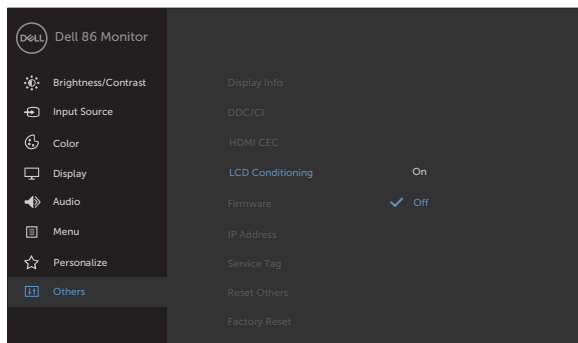 DELL Dell 86 Monitor
Brightness/Contrast Display Info
Input Source DDC/CI
Color HDMI CEC
Display LCD Conditioning On
Audio Firmware Off
Menu IP Address
Personalize Service Tag
Others Reset Others
Factory Reset